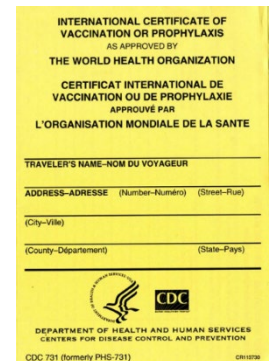 INTERNATIONAL CERTIFICATE OF
VACCINATION OR PROPHYLAXIS
AS APPROVED BY
THE WORLD HEALTH ORGANIZATION
CERTIFICAT INTERNATIONAL DE
VACCINATION OU DE PROPHYLAXIE
APPROUVÉ PAR
L'ORGANISATION MONDIALE DE LA SANTE
TRAVELER'S NAME–NOM DU VOYAGEUR
ADDRESS–ADRESSE (Number–Numéro) (Street–Rue)
(City–Ville)
(County–Département) (State–Pays)
CDC
DEPARTMENT OF HEALTH AND HUMAN SERVICES
CENTERS FOR DISEASE CONTROL AND PREVENTION
CDC 731 (formerly PHS-731)